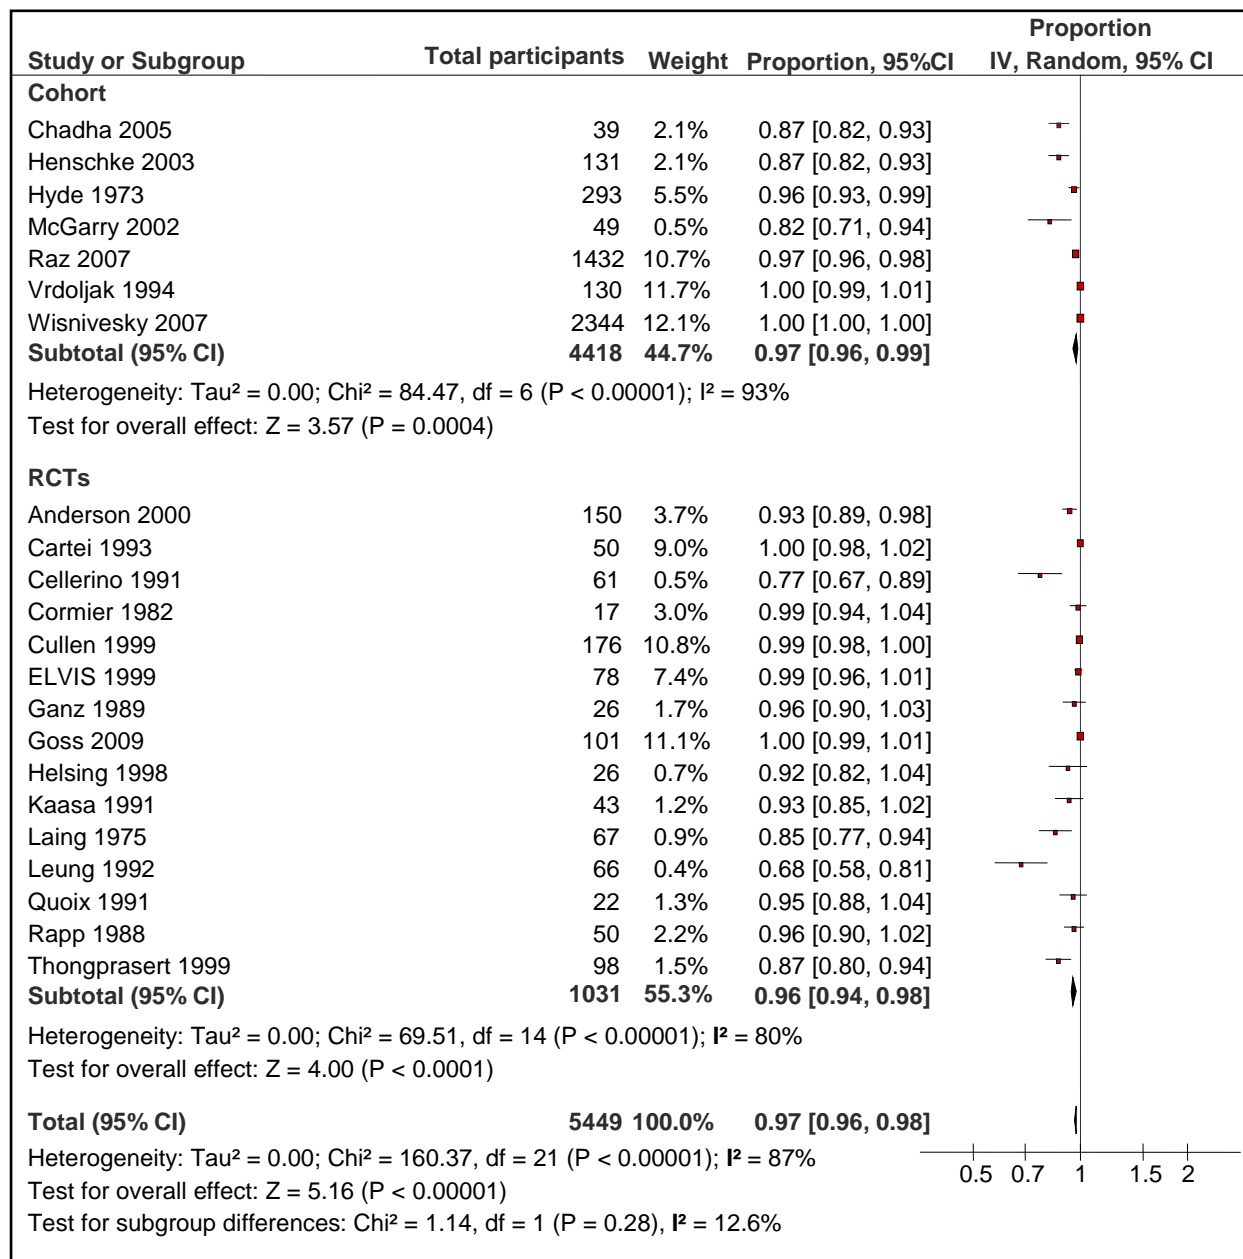 Proportion
Study or Subgroup Total participants Weight Proportion, 95%CI IV, Random, 95% CI
Cohort
Chadha 2005 39 2.1% 0.87 [0.82, 0.93]
Henschke 2003 131 2.1% 0.87 [0.82, 0.93]
Hyde 1973 293 5.5% 0.96 [0.93, 0.99]
McGarry 2002 49 0.5% 0.82 [0.71, 0.94]
Raz 2007 1432 10.7% 0.97 [0.96, 0.98]
Vrdoljak 1994 130 11.7% 1.00 [0.99, 1.01]
Wisnivesky 2007 2344 12.1% 1.00 [1.00, 1.00]
Subtotal (95% CI) 4418 44.7% 0.97 [0.96, 0.99]
Heterogeneity: Tau² = 0.00; Chi² = 84.47, df = 6 (P < 0.00001); I² = 93%
Test for overall effect: Z = 3.57 (P = 0.0004)
RCTs
Anderson 2000 150 3.7% 0.93 [0.89, 0.98]
Cartei 1993 50 9.0% 1.00 [0.98, 1.02]
Cellerino 1991 61 0.5% 0.77 [0.67, 0.89]
Cormier 1982 17 3.0% 0.99 [0.94, 1.04]
Cullen 1999 176 10.8% 0.99 [0.98, 1.00]
ELVIS 1999 78 7.4% 0.99 [0.96, 1.01]
Ganz 1989 26 1.7% 0.96 [0.90, 1.03]
Goss 2009 101 11.1% 1.00 [0.99, 1.01]
Helsing 1998 26 0.7% 0.92 [0.82, 1.04]
Kaasa 1991 43 1.2% 0.93 [0.85, 1.02]
Laing 1975 67 0.9% 0.85 [0.77, 0.94]
Leung 1992 66 0.4% 0.68 [0.58, 0.81]
Quoix 1991 22 1.3% 0.95 [0.88, 1.04]
Rapp 1988 50 2.2% 0.96 [0.90, 1.02]
Thongprasert 1999 98 1.5% 0.87 [0.80, 0.94]
Subtotal (95% CI) 1031 55.3% 0.96 [0.94, 0.98]
Heterogeneity: Tau² = 0.00; Chi² = 69.51, df = 14 (P < 0.00001); I² = 80%
Test for overall effect: Z = 4.00 (P < 0.0001)
Total (95% CI) 5449 100.0% 0.97 [0.96, 0.98]
Heterogeneity: Tau² = 0.00; Chi² = 160.37, df = 21 (P < 0.00001); I² = 87%
0.5 0.7 1 1.5 2
Test for overall effect: Z = 5.16 (P < 0.00001)
Test for subgroup differences: Chi² = 1.14, df = 1 (P = 0.28), I² = 12.6%